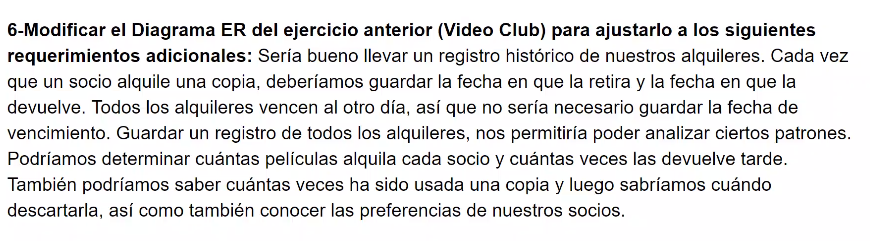 6-Modificar el Diagrama ER del ejercicio anterior (Video Club) para ajustarlo a los siguientes
requerimientos adicionales: Sería bueno llevar un registro histórico de nuestros alquileres. Cada vez
que un socio alquile una copia, deberíamos guardar la fecha en que la retira y la fecha en que la
devuelve. Todos los alquileres vencen al otro día, así que no sería necesario guardar la fecha de
vencimiento. Guardar un registro de todos los alquileres, nos permitiría poder analizar ciertos patrones.
Podríamos determinar cuántas películas alquila cada socio y cuántas veces las devuelve tarde.
También podríamos saber cuántas veces ha sido usada una copia y luego sabríamos cuándo
descartarla, así como también conocer las preferencias de nuestros socios.